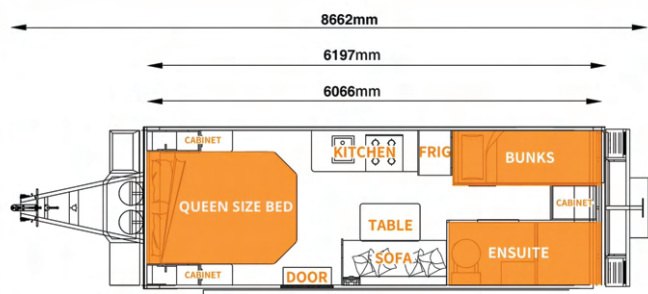 8662mm
6197mm
6066mm
CABINET
KITCHEN
FRIG
BUNKS
QUEEN SIZE BED
CABINET
TABLE
SOFA
ENSUITE
CABINET
DOOR